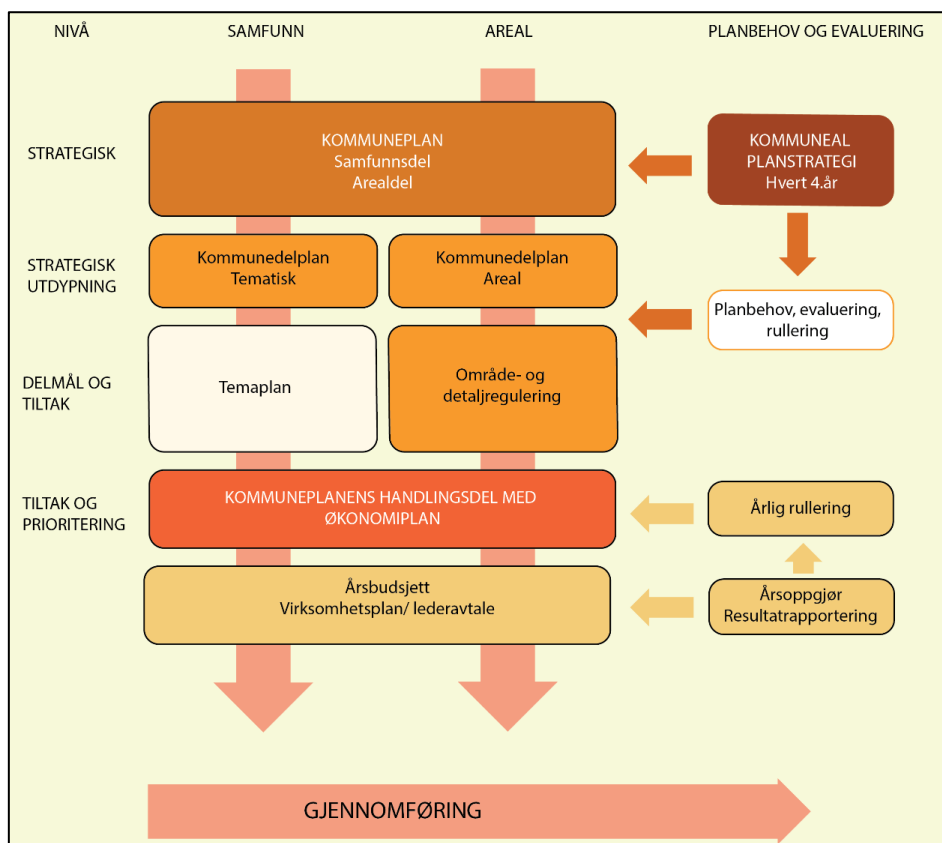 NIVÅ
SAMFUNN
AREAL
PLANBEHOV OG EVALUERING
STRATEGISK
KOMMUNEPLAN
Samfunnsdel
Arealdel
KOMMUNEAL
PLANSTRATEGI
Hvert 4.år
STRATEGISK
UTDYPNING
Kommunedelplan
Tematisk
Kommunedelplan
Areal
Planbehov, evaluering,
rullering
DELMÅL OG
TILTAK
Temaplan
Område- og
detaljregulering
TILTAK OG
PRIORITERING
KOMMUNEPLANENS HANDLINGSDEL MED
ØKONOMIPLAN
Årlig rullering
Årsbudsjett
Virksomhetsplan/ lederavtale
Årsoppgjør
Resultatrapportering
GJENNOMFØRING